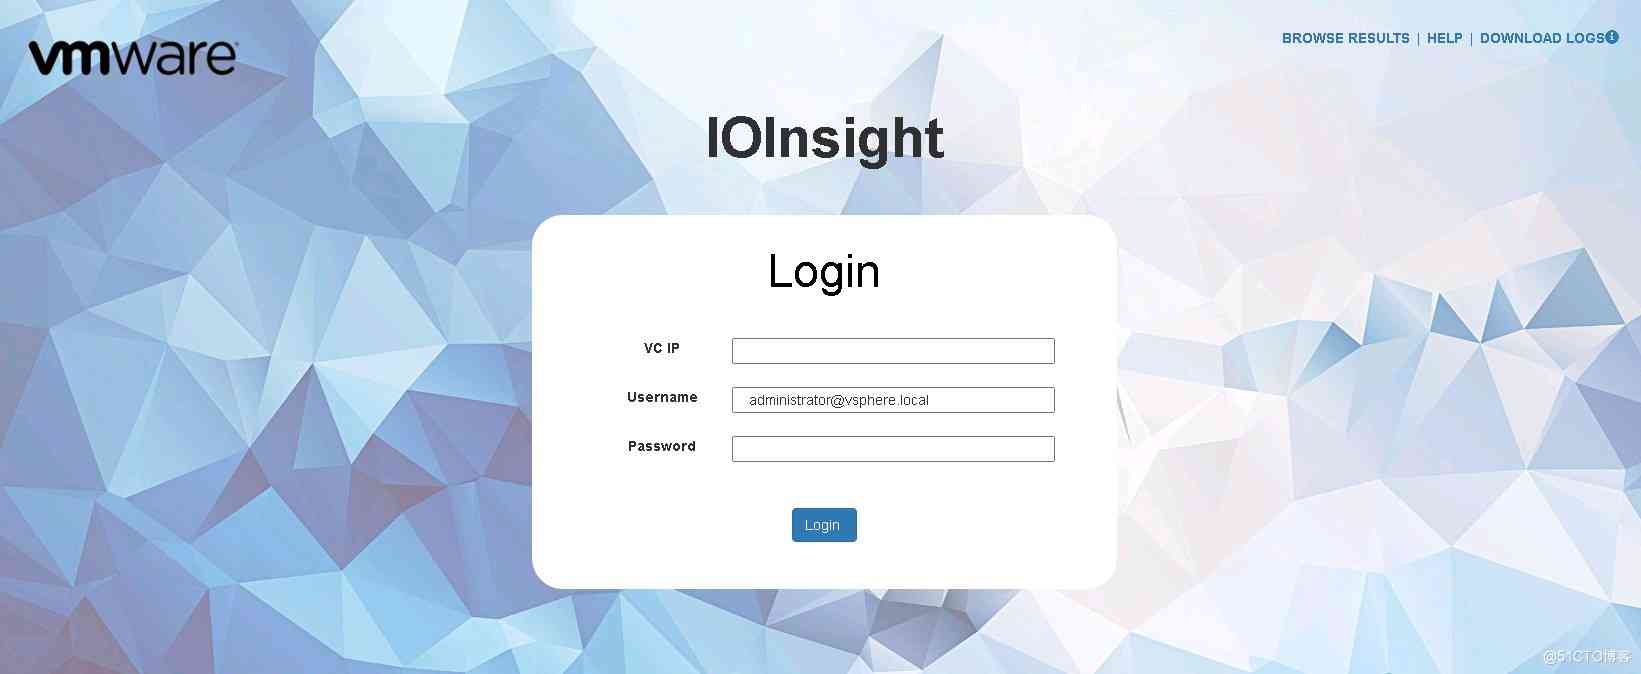 vmware
BROWSE RESULTS | HELP | DOWNLOAD LOGS
IOInsight
Login
VC IP
Username administrator@vsphere.local
Password
Login
@51CTO博客